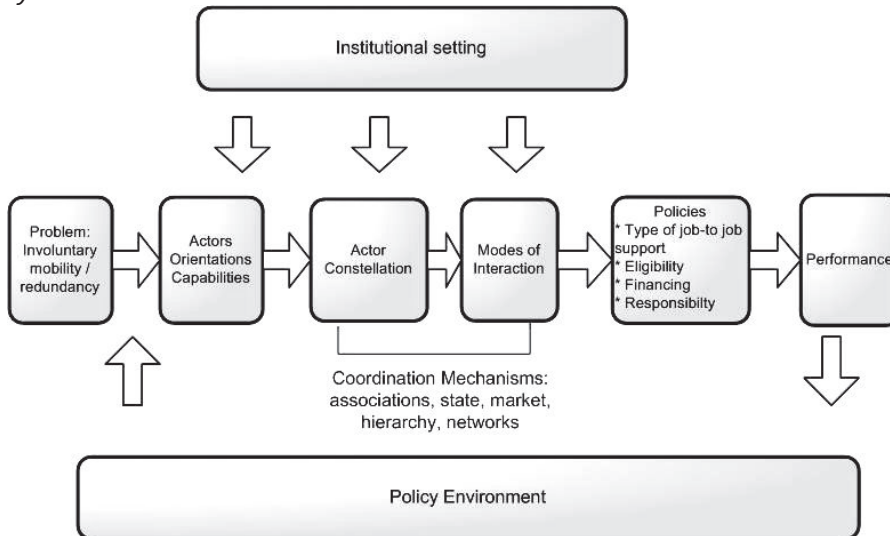 y
Institutional setting
Problem:
Involuntary
mobility /
redundancy
Actors
Orientations
Capabilities
Actor
Constellation
Modes of
Interaction
Policies
* Type of job-to job
support
* Eligibility
* Financing
* Responsibilty
Performance
Coordination Mechanisms:
associations, state, market,
hierarchy, networks
Policy Environment